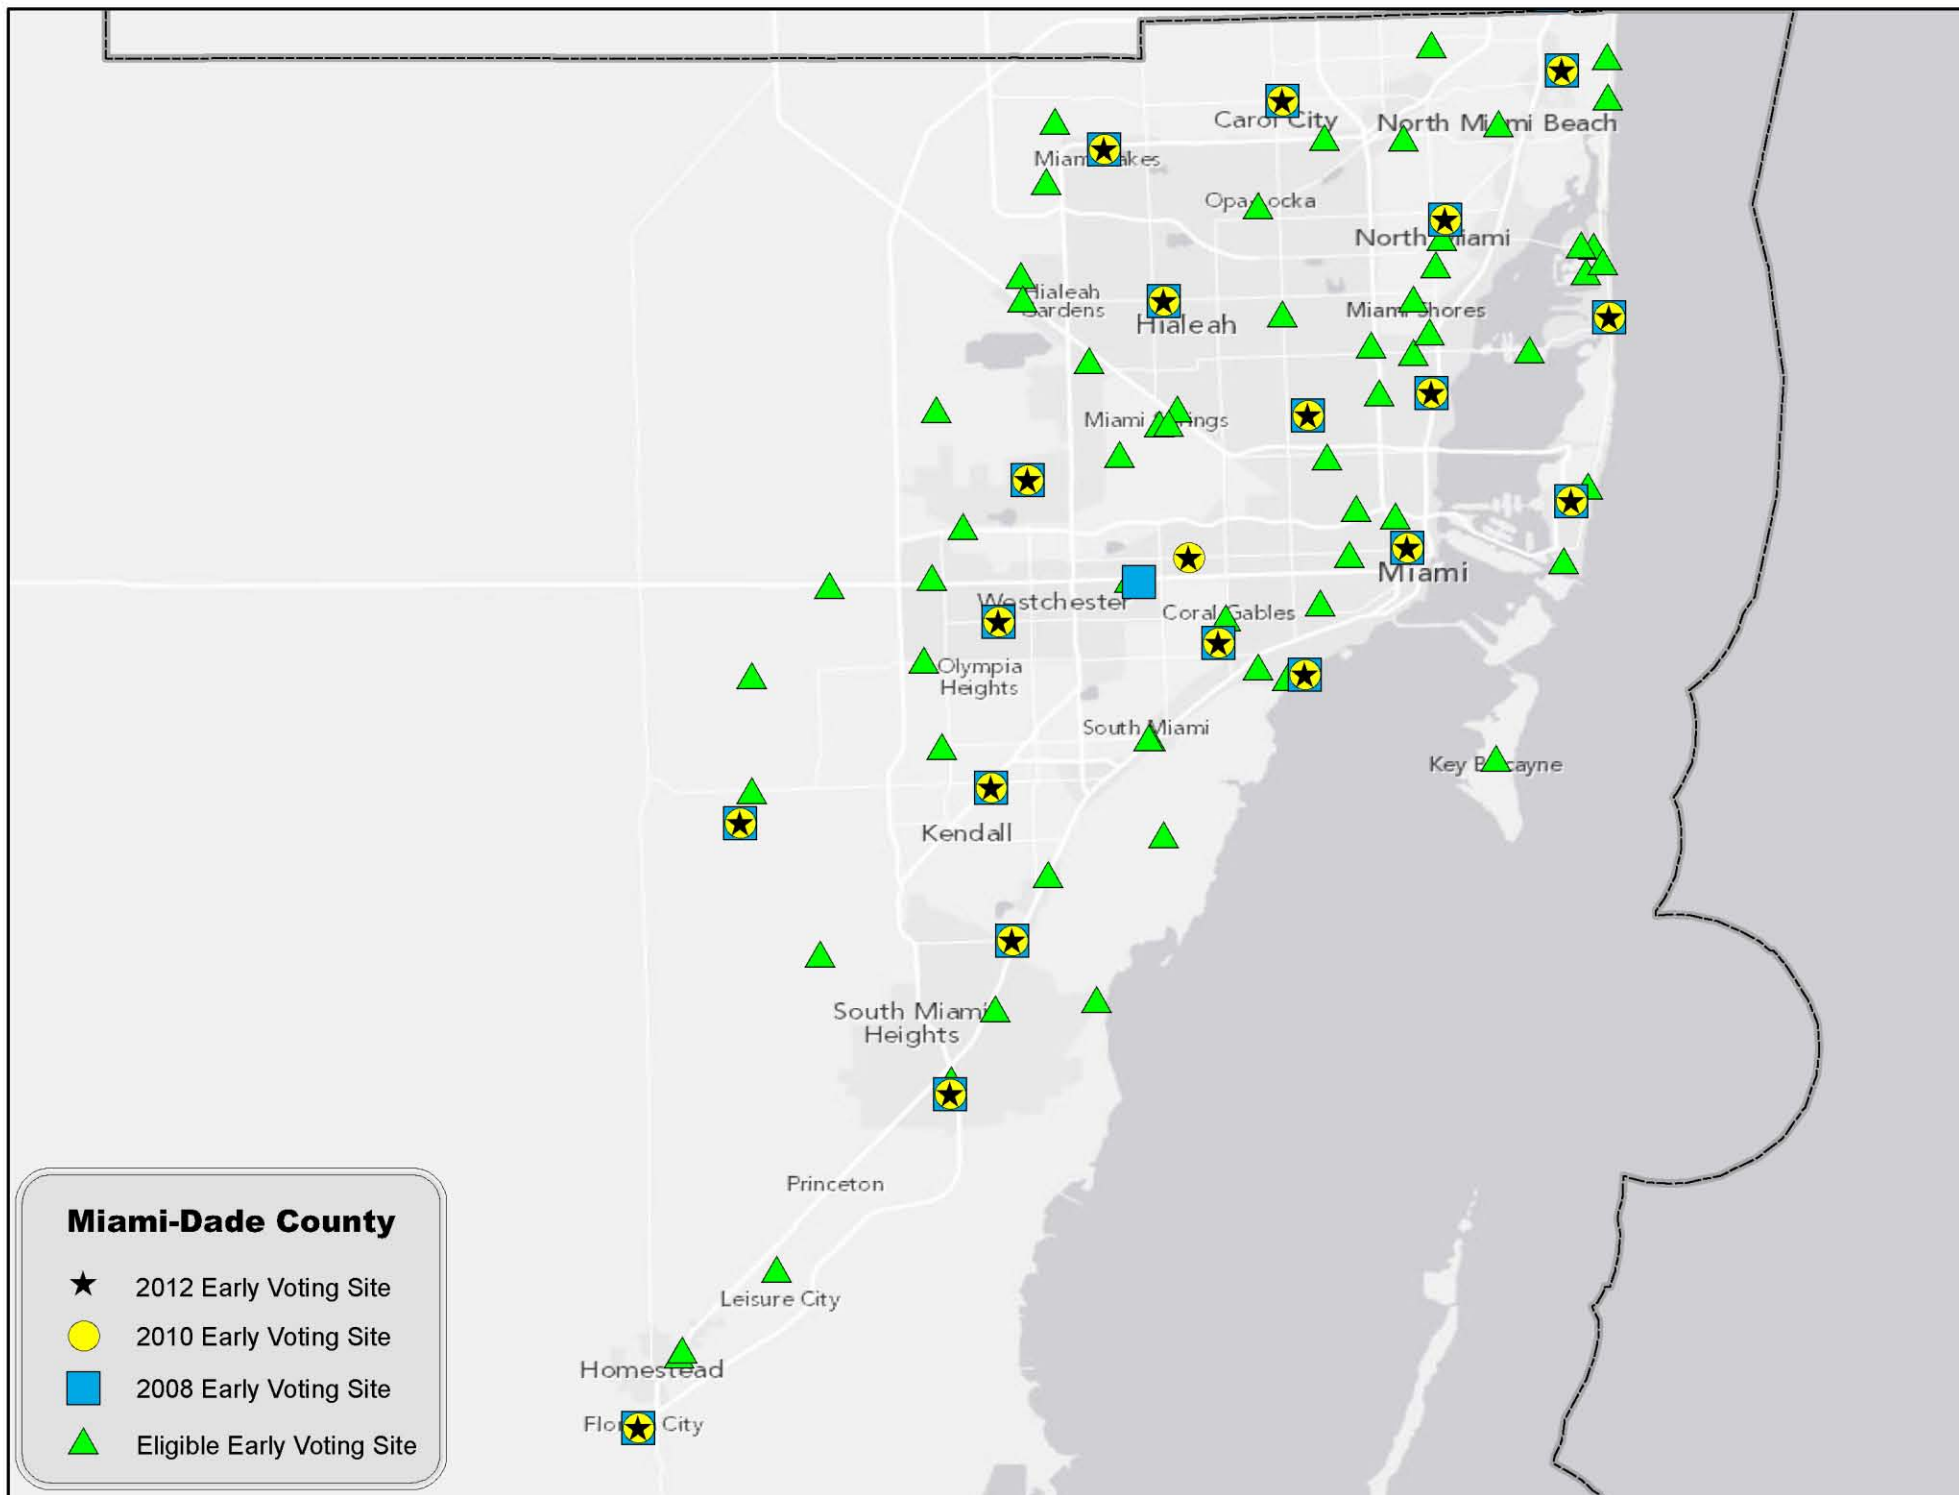 Carol City
North Miami Beach
Miami Lakes
Opa-locka
North Miami
Hialeah
Gardens
Hialeah
Miami Shores
Miami Springs
Miami
Westchester
Coral Gables
Olympia
Heights
South Miami
Key Biscayne
Kendall
South Miami
Heights
Princeton
Leisure City
Homestead
Florida City
Miami-Dade County
2012 Early Voting Site
2010 Early Voting Site
2008 Early Voting Site
Eligible Early Voting Site